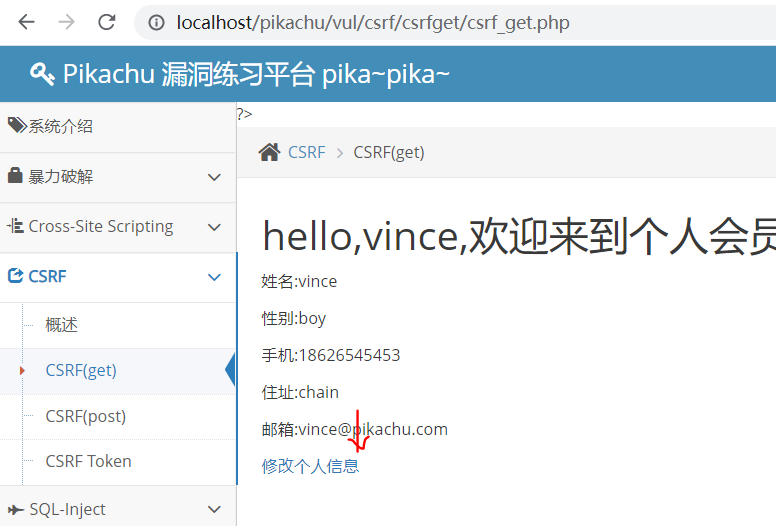 localhost/pikachu/vul/csrf/csrfget/csrf_get.php
Pikachu 漏洞练习平台 pika~pika~
系统介绍
暴力破解
Cross-Site Scripting
CSRF
概述
CSRF(get)
CSRF(post)
CSRF Token
SQL-Inject
?>
CSRF > CSRF(get)
hello,vince,欢迎来到个人会员
姓名:vince
性别:boy
手机:18626545453
住址:chain
邮箱:vince@pikachu.com
修改个人信息